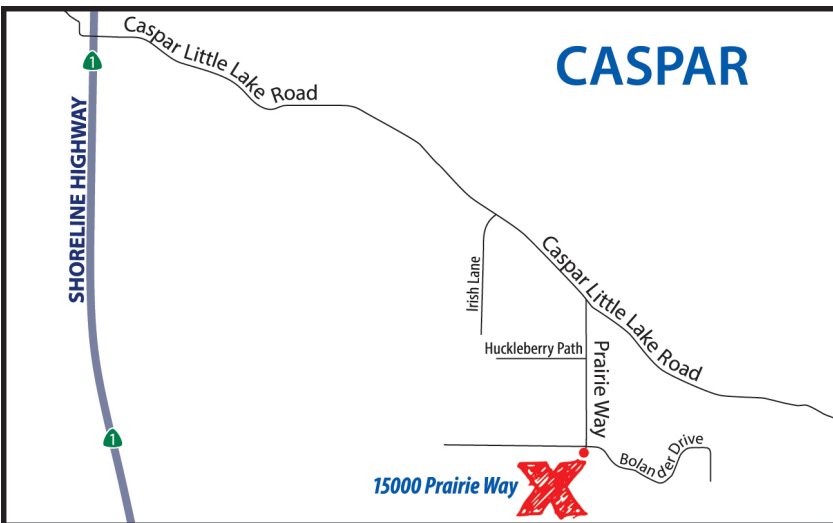 Caspar Little Lake Road
CASPAR
1
SHORELINE HIGHWAY
Irish Lane
Caspar Little Lake Road
Huckleberry Path
Prairie Way
1
Bolander Drive
15000 Prairie Way
X